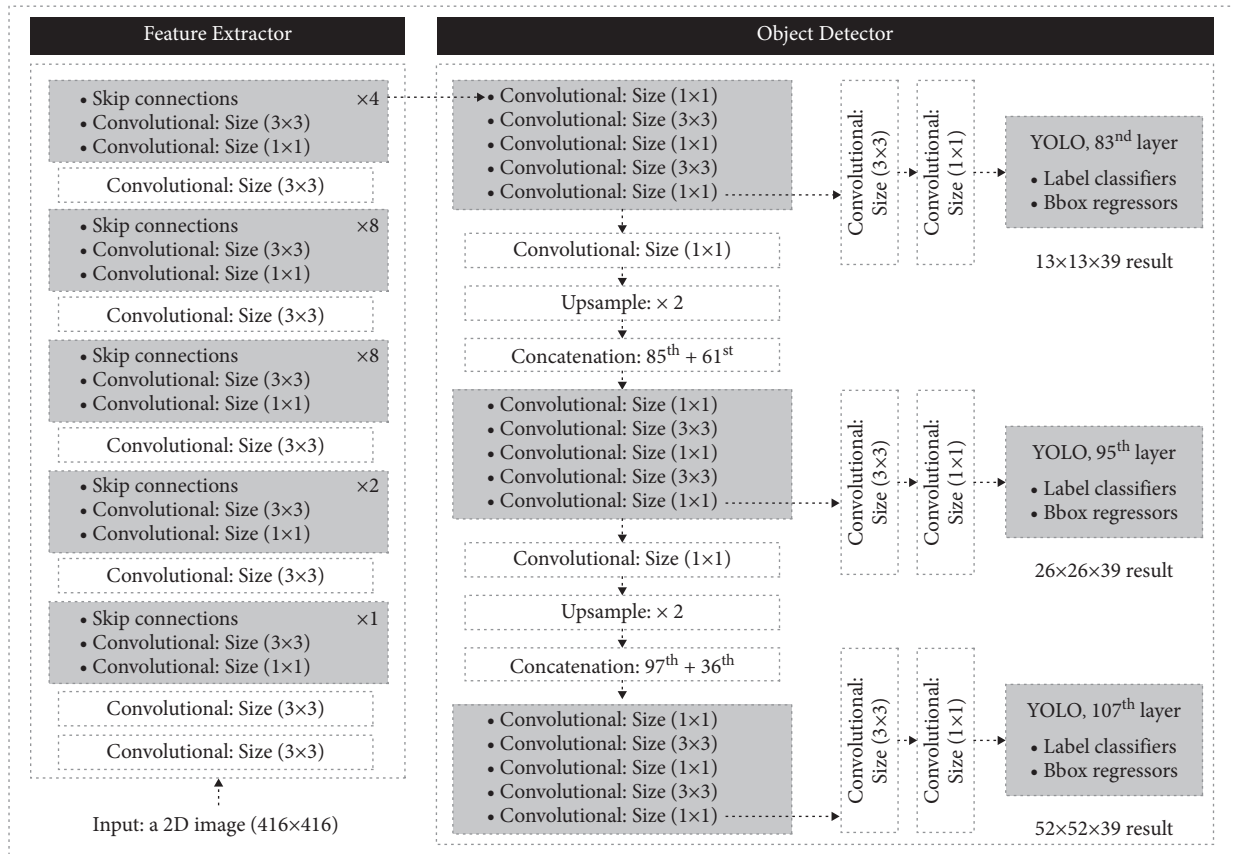 Feature Extractor
• Skip connections ×4
• Convolutional: Size (3×3)
• Convolutional: Size (1×1)
Convolutional: Size (3×3)
• Skip connections ×8
• Convolutional: Size (3×3)
• Convolutional: Size (1×1)
Convolutional: Size (3×3)
• Skip connections ×8
• Convolutional: Size (3×3)
• Convolutional: Size (1×1)
Convolutional: Size (3×3)
• Skip connections ×2
• Convolutional: Size (3×3)
• Convolutional: Size (1×1)
Convolutional: Size (3×3)
• Skip connections ×1
• Convolutional: Size (3×3)
• Convolutional: Size (1×1)
Convolutional: Size (3×3)
Convolutional: Size (3×3)
Input: a 2D image (416×416)
Object Detector
• Convolutional: Size (1×1)
• Convolutional: Size (3×3)
• Convolutional: Size (1×1)
• Convolutional: Size (3×3)
• Convolutional: Size (1×1)
Convolutional:
Size (3×3)
Convolutional:
Size (1×1)
YOLO, 83nd layer
• Label classifiers
• Bbox regressors
13×13×39 result
Convolutional: Size (1×1)
Upsample: × 2
Concatenation: 85th + 61st
• Convolutional: Size (1×1)
• Convolutional: Size (3×3)
• Convolutional: Size (1×1)
• Convolutional: Size (3×3)
• Convolutional: Size (1×1)
Convolutional:
Size (3×3)
Convolutional:
Size (1×1)
YOLO, 95th layer
• Label classifiers
• Bbox regressors
26×26×39 result
Convolutional: Size (1×1)
Upsample: × 2
Concatenation: 97th + 36th
• Convolutional: Size (1×1)
• Convolutional: Size (3×3)
• Convolutional: Size (1×1)
• Convolutional: Size (3×3)
• Convolutional: Size (1×1)
Convolutional:
Size (3×3)
Convolutional:
Size (1×1)
YOLO, 107th layer
• Label classifiers
• Bbox regressors
52×52×39 result